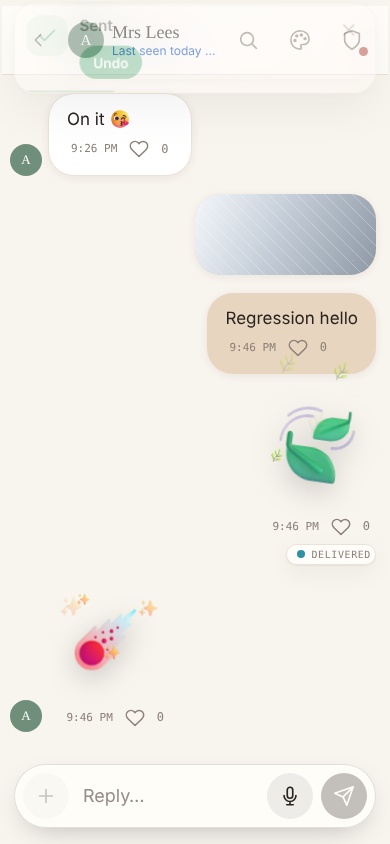 Sent
A Mrs Lees
Last seen today ...
Undo
On it 😘
9:26 PM 0
A
Regression hello
9:46 PM 0
9:46 PM 0
DELIVERED
A
9:46 PM 0
Reply...